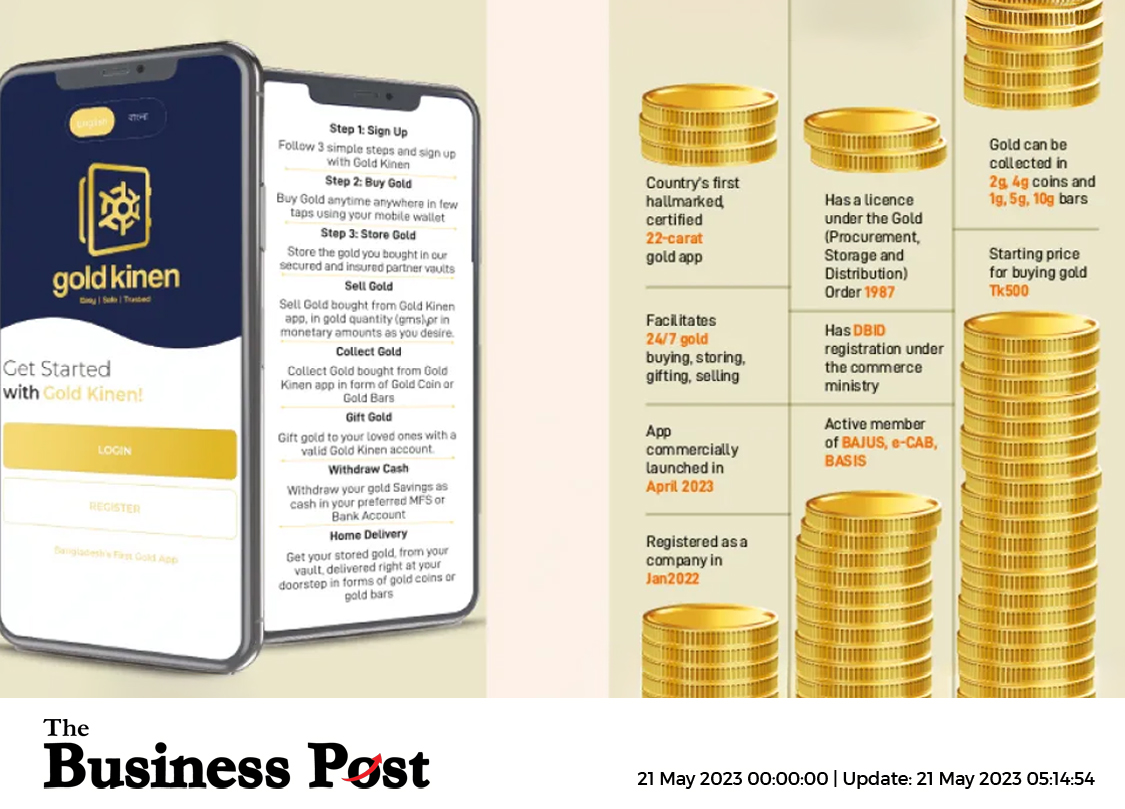 English
বাংলা
gold kinen
Easy | Safe | Trusted
Get Started
with Gold Kinen!
LOGIN
REGISTER
Bangladesh's First Gold App
Step 1: Sign Up
Follow 3 simple steps and sign up
with Gold Kinen
Step 2: Buy Gold
Buy Gold anytime anywhere in few
taps using your mobile wallet
Step 3: Store Gold
Store the gold you bought in our
secured and insured partner vaults
Sell Gold
Sell Gold bought from Gold Kinen
app, in gold quantity (gms) or in
monetary amounts as you desire.
Collect Gold
Collect Gold bought from Gold
Kinen app in form of Gold Coin or
Gold Bars
Gift Gold
Gift gold to your loved ones with a
valid Gold Kinen account.
Withdraw Cash
Withdraw your gold Savings as
cash in your preferred MFS or
Bank Account
Home Delivery
Get your stored gold, from your
vault, delivered right at your
doorstep in forms of gold coins or
gold bars
Country's first
hallmarked,
certified
22-carat
gold app
Facilitates
24/7 gold
buying, storing,
gifting, selling
App
commercially
launched in
April 2023
Registered as a
company in
Jan2022
Has a licence
under the Gold
(Procurement,
Storage and
Distribution)
Order 1987
Has DBID
registration under
the commerce
ministry
Active member
of BAJUS, e-CAB,
BASIS
Gold can be
collected in
2g, 4g coins and
1g, 5g, 10g bars
Starting price
for buying gold
Tk500
The
Business Post
21 May 2023 00:00:00 | Update: 21 May 2023 05:14:54